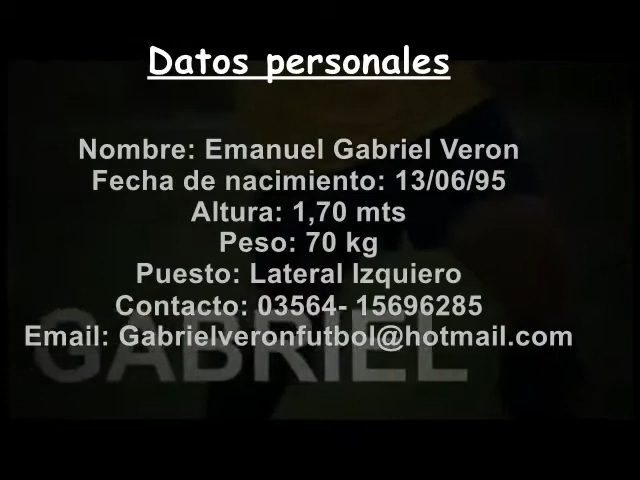 Datos personales
Nombre: Emanuel Gabriel Veron
Fecha de nacimiento: 13/06/95
Altura: 1,70 mts
Peso: 70 kg
Puesto: Lateral Izquiero
Contacto: 03564- 15696285
Email: Gabrielveronfutbol@hotmail.com
GABRIEL